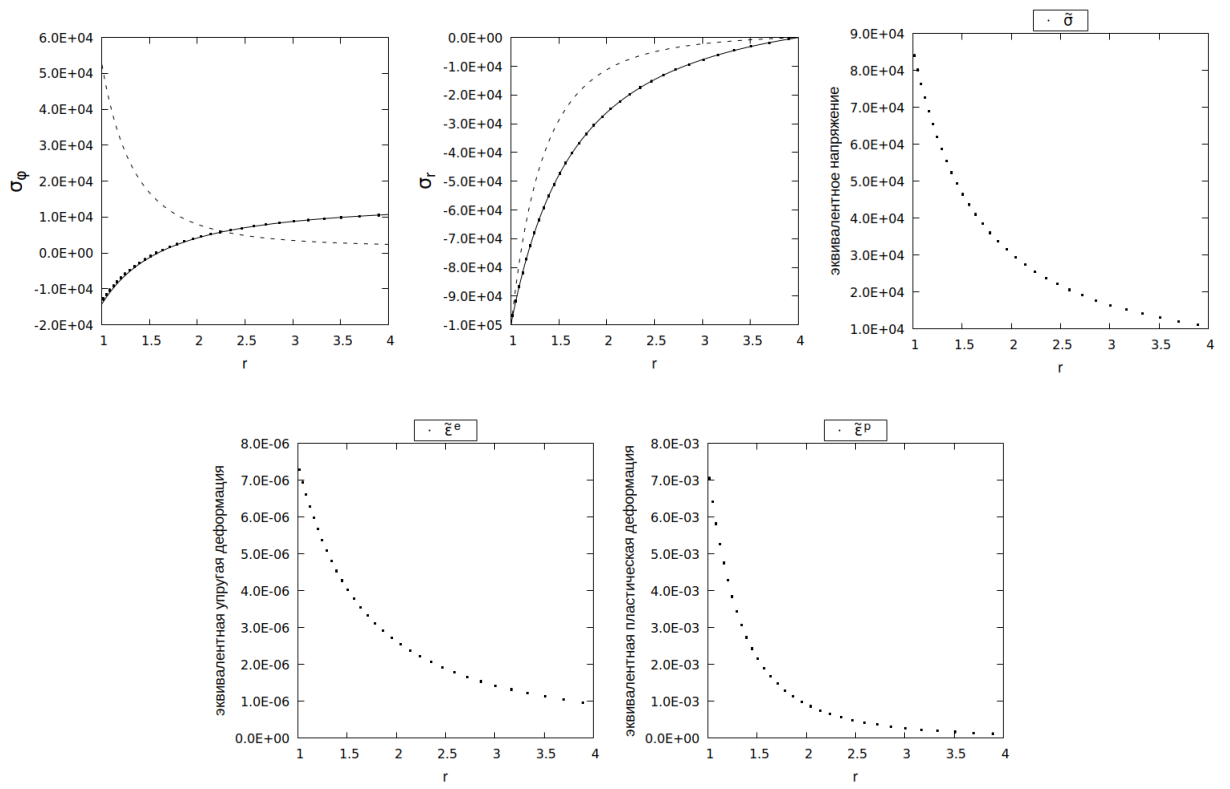 6.0E+04
5.0E+04
4.0E+04
3.0E+04
2.0E+04
1.0E+04
0.0E+00
-1.0E+04
-2.0E+04
σφ
1 1.5 2 2.5 3 3.5 4
r
0.0E+00
-1.0E+04
-2.0E+04
-3.0E+04
-4.0E+04
-5.0E+04
-6.0E+04
-7.0E+04
-8.0E+04
-9.0E+04
-1.0E+05
σr
1 1.5 2 2.5 3 3.5 4
r
σ̃
9.0E+04
8.0E+04
7.0E+04
6.0E+04
5.0E+04
4.0E+04
3.0E+04
2.0E+04
1.0E+04
эквивалентное напряжение
1 1.5 2 2.5 3 3.5 4
r
ε̃e
8.0E-06
7.0E-06
6.0E-06
5.0E-06
4.0E-06
3.0E-06
2.0E-06
1.0E-06
0.0E+00
эквивалентная упругая деформация
1 1.5 2 2.5 3 3.5 4
r
ε̃p
8.0E-03
7.0E-03
6.0E-03
5.0E-03
4.0E-03
3.0E-03
2.0E-03
1.0E-03
0.0E+00
эквивалентная пластическая деформация
1 1.5 2 2.5 3 3.5 4
r